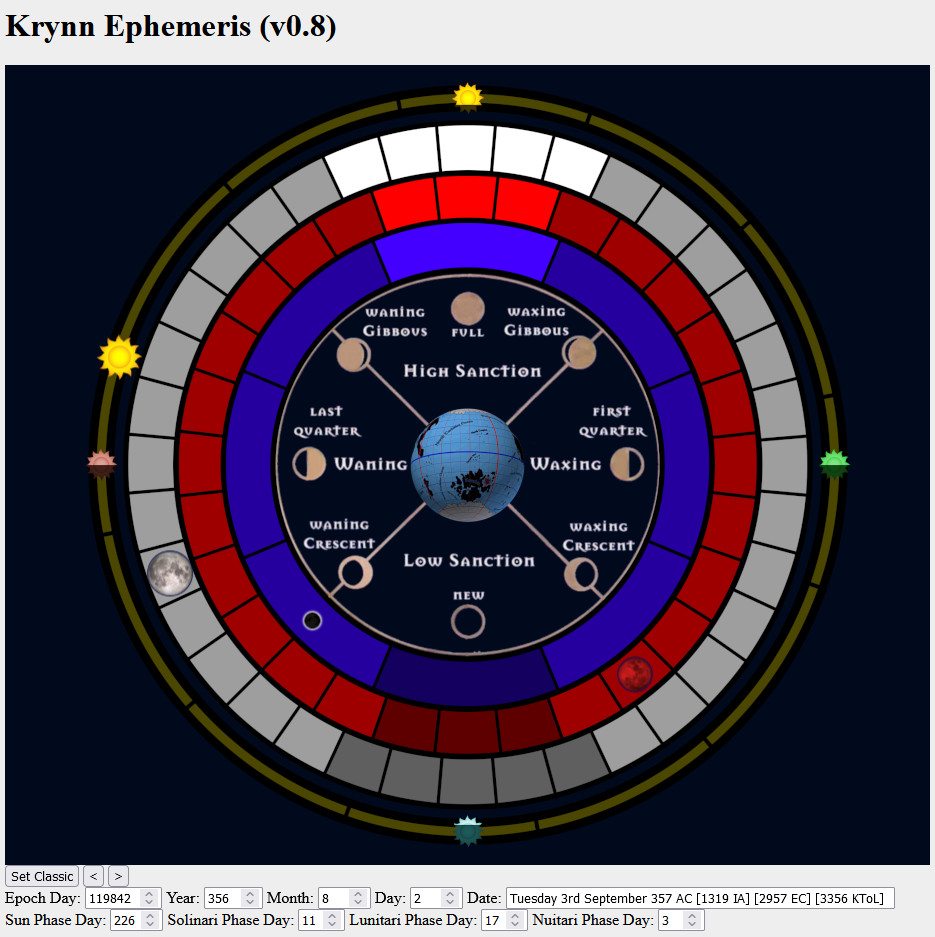 Krynn Ephemeris (v0.8)
Waning Gibbous
Full
Waxing Gibbous
High Sanction
Last Quarter
First Quarter
Waning
Waxing
Waning Crescent
Waxing Crescent
Low Sanction
New
Set Classic < >
Epoch Day: 119842 Year: 356 Month: 8 Day: 2 Date: Tuesday 3rd September 357 AC [1319 IA] [2957 EC] [3356 KToL]
Sun Phase Day: 226 Solinari Phase Day: 11 Lunitari Phase Day: 17 Nuitari Phase Day: 3